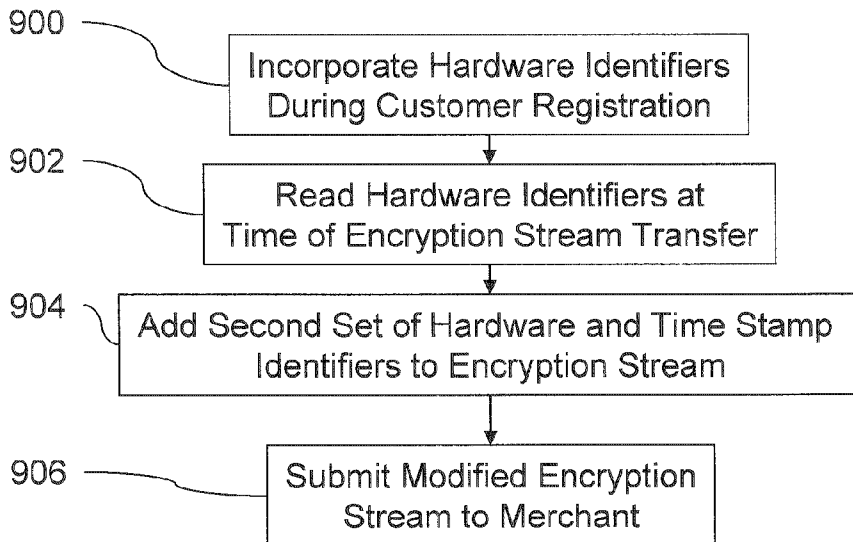 900
Incorporate Hardware Identifiers
During Customer Registration
902
Read Hardware Identifiers at
Time of Encryption Stream Transfer
904
Add Second Set of Hardware and Time Stamp
Identifiers to Encryption Stream
906
Submit Modified Encryption
Stream to Merchant